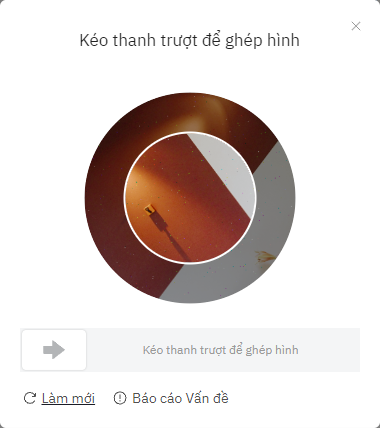 Kéo thanh trượt để ghép hình
Kéo thanh trượt để ghép hình
Làm mới
Báo cáo Vấn đề